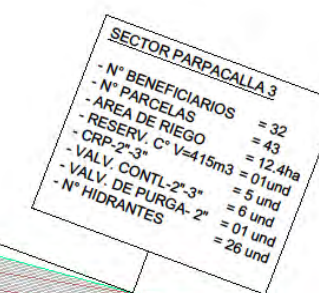 SECTOR PARPACALLA 3
- N° BENEFICIARIOS = 32
- N° PARCELAS = 43
- AREA DE RIEGO = 12.4ha
- RESERV. C° V=415m3 = 01und
- CRP-2"-3" = 5 und
- VALV. CONTL-2"-3" = 6 und
- VALV. DE PURGA- 2" = 01 und
- N° HIDRANTES = 26 und